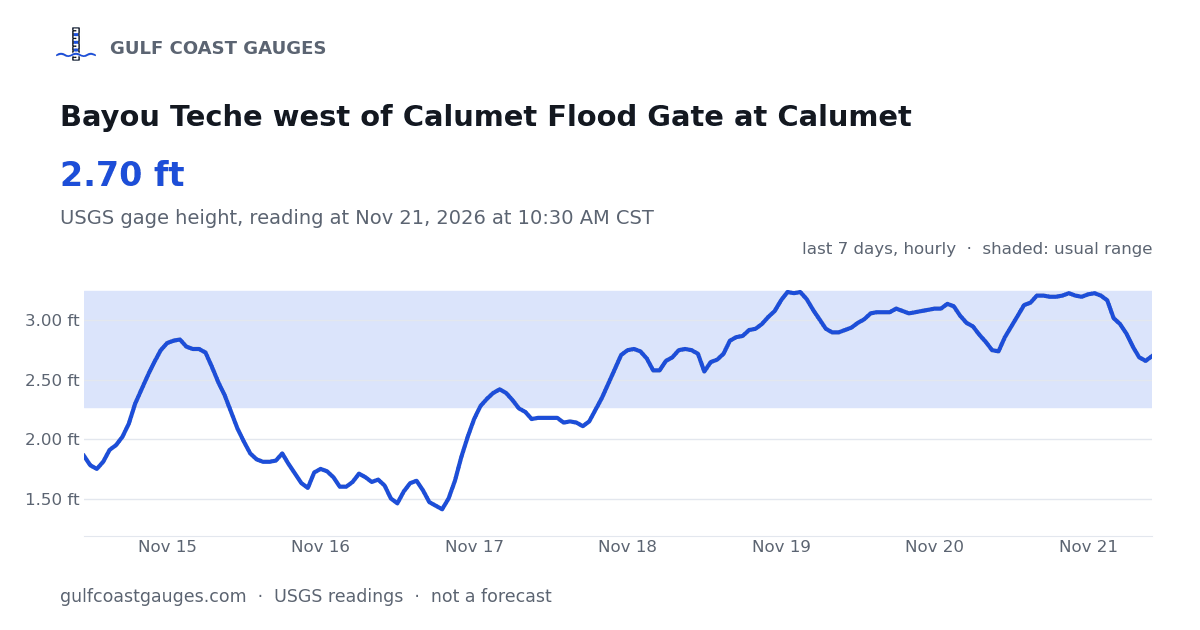 GULF COAST GAUGES
Bayou Teche west of Calumet Flood Gate at Calumet
2.70 ft
USGS gage height, reading at Nov 21, 2026 at 10:30 AM CST
last 7 days, hourly · shaded: usual range
3.00 ft
2.50 ft
2.00 ft
1.50 ft
Nov 15 Nov 16 Nov 17 Nov 18 Nov 19 Nov 20 Nov 21
gulfcoastgauges.com · USGS readings · not a forecast